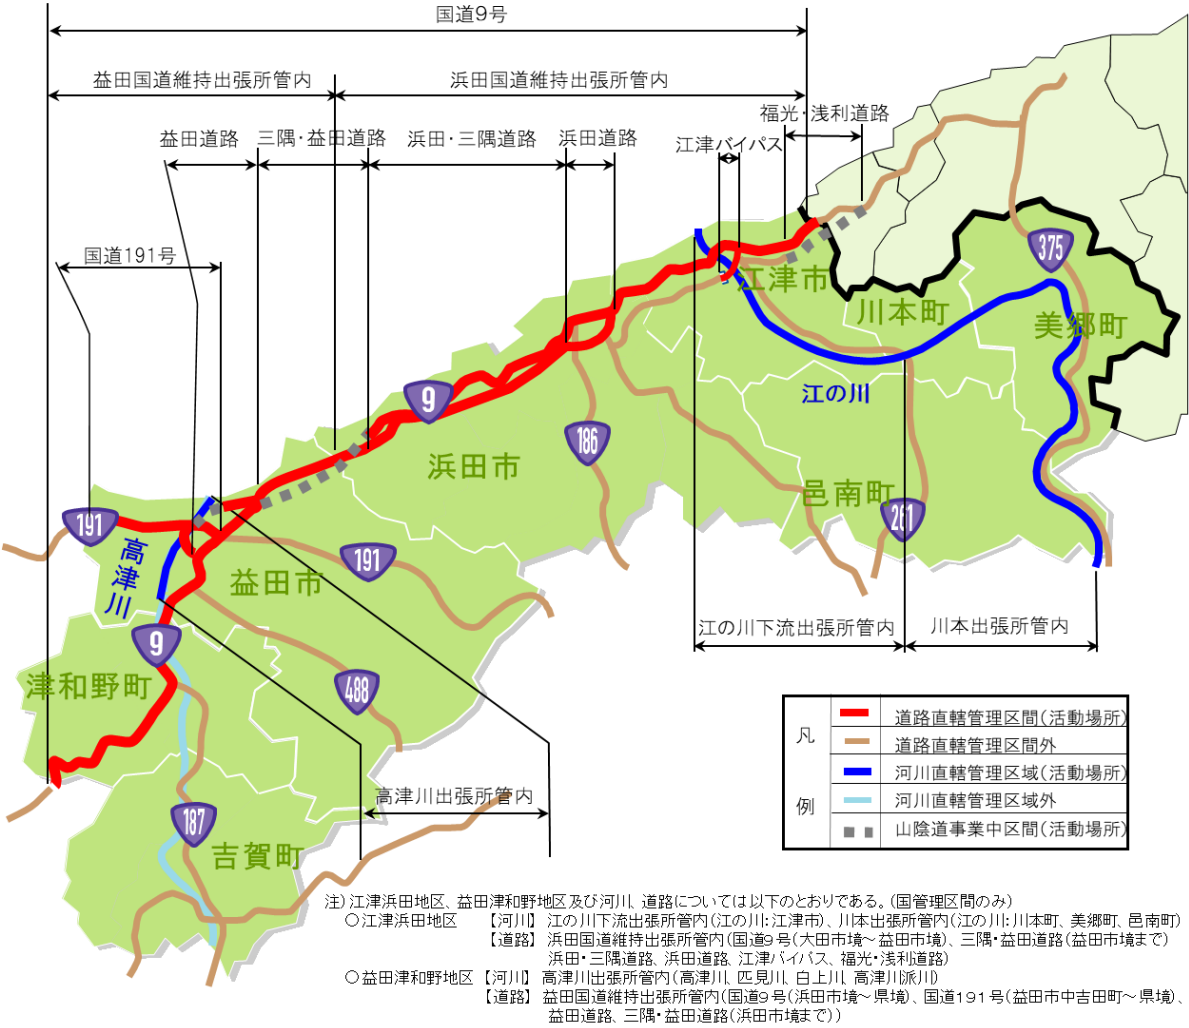 国道9号
益田国道維持出張所管内
浜田国道維持出張所管内
福光・浅利道路
益田道路
三隅・益田道路
浜田・三隅道路
浜田道路
江津バイパス
国道191号
375
江津市
川本町
美郷町
江の川
9
186
浜田市
邑南町
261
191
高津川
191
益田市
9
488
津和野町
江の川下流出張所管内
川本出張所管内
高津川出張所管内
187
吉賀町
凡例
道路直轄管理区間(活動場所)
道路直轄管理区間外
河川直轄管理区域(活動場所)
河川直轄管理区域外
山陰道事業中区間(活動場所)
注)江津浜田地区、益田津和野地区及び河川、道路については以下のとおりである。(国管理区間のみ)
○江津浜田地区 【河川】 江の川下流出張所管内(江の川:江津市)、川本出張所管内(江の川:川本町、美郷町、邑南町)
【道路】 浜田国道維持出張所管内(国道9号(大田市境~益田市境)、三隅・益田道路(益田市境まで)
浜田・三隅道路、浜田道路、江津バイパス、福光・浅利道路)
○益田津和野地区 【河川】 高津川出張所管内(高津川、匹見川、白上川、高津川派川)
【道路】 益田国道維持出張所管内(国道9号(浜田市境~県境)、国道191号(益田市中吉田町~県境)、
益田道路、三隅・益田道路(浜田市境まで))